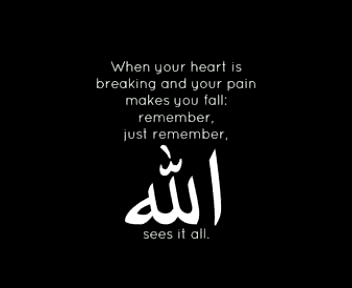 When your heart is
breaking and your pain
makes you fall:
remember,
just remember,
الله
sees it all.